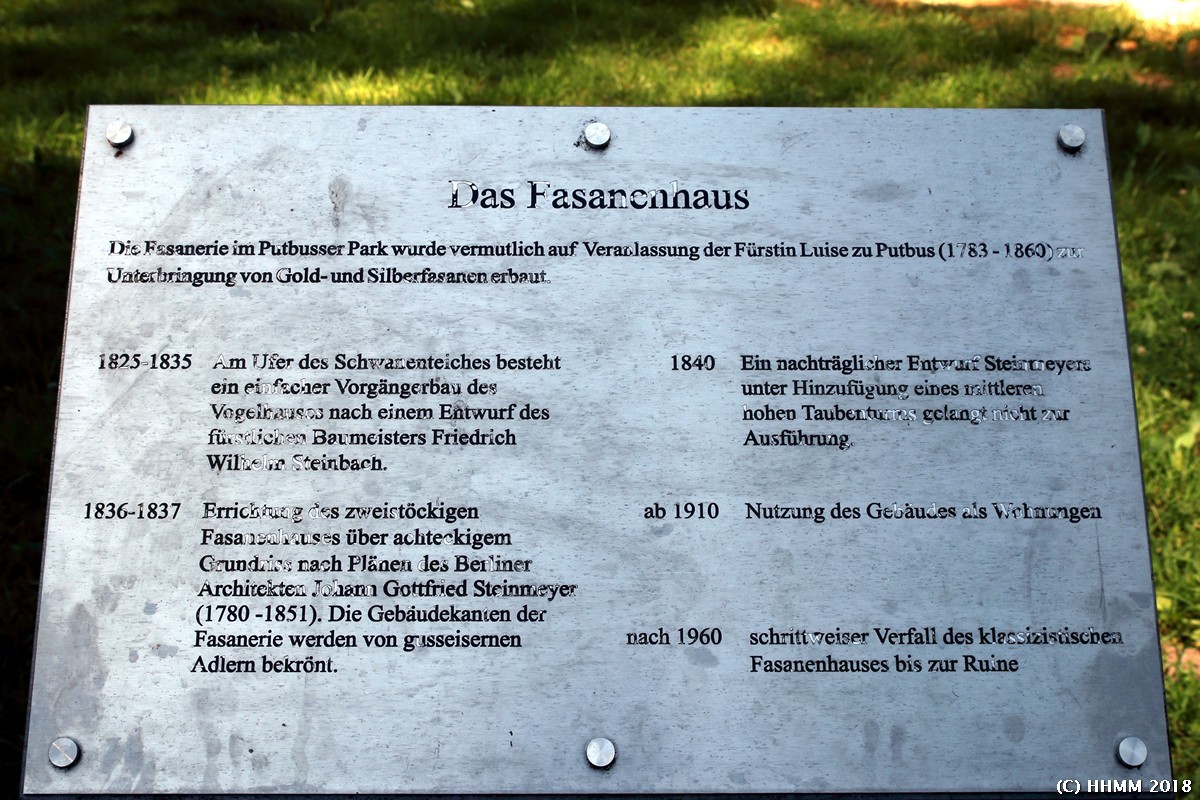 Das Fasanenhaus
Die Fasanerie im Putbusser Park wurde vermutlich auf Veranlassung der Fürstin Luise zu Putbus (1783 - 1860) zur
Unterbringung von Gold- und Silberfasanen erbaut.
1825-1835 Am Ufer des Schwanenteiches besteht
ein einfacher Vorgängerbau des
Vogelhauses nach einem Entwurf des
fürstlichen Baumeisters Friedrich
Wilhelm Steinbach.
1836-1837 Errichtung des zweistöckigen
Fasanenhauses über achteckigem
Grundriss nach Plänen des Berliner
Architekten Johann Gottfried Steinmeyer
(1780 -1851). Die Gebäudekanten der
Fasanerie werden von gusseisernen
Adlern bekrönt.
1840 Ein nachträglicher Entwurf Steinmeyers
unter Hinzufügung eines mittleren
hohen Taubenturms gelangt nicht zur
Ausführung.
ab 1910 Nutzung des Gebäudes als Wohnungen
nach 1960 schrittweiser Verfall des klassizistischen
Fasanenhauses bis zur Ruine
(C) HHMM 2018